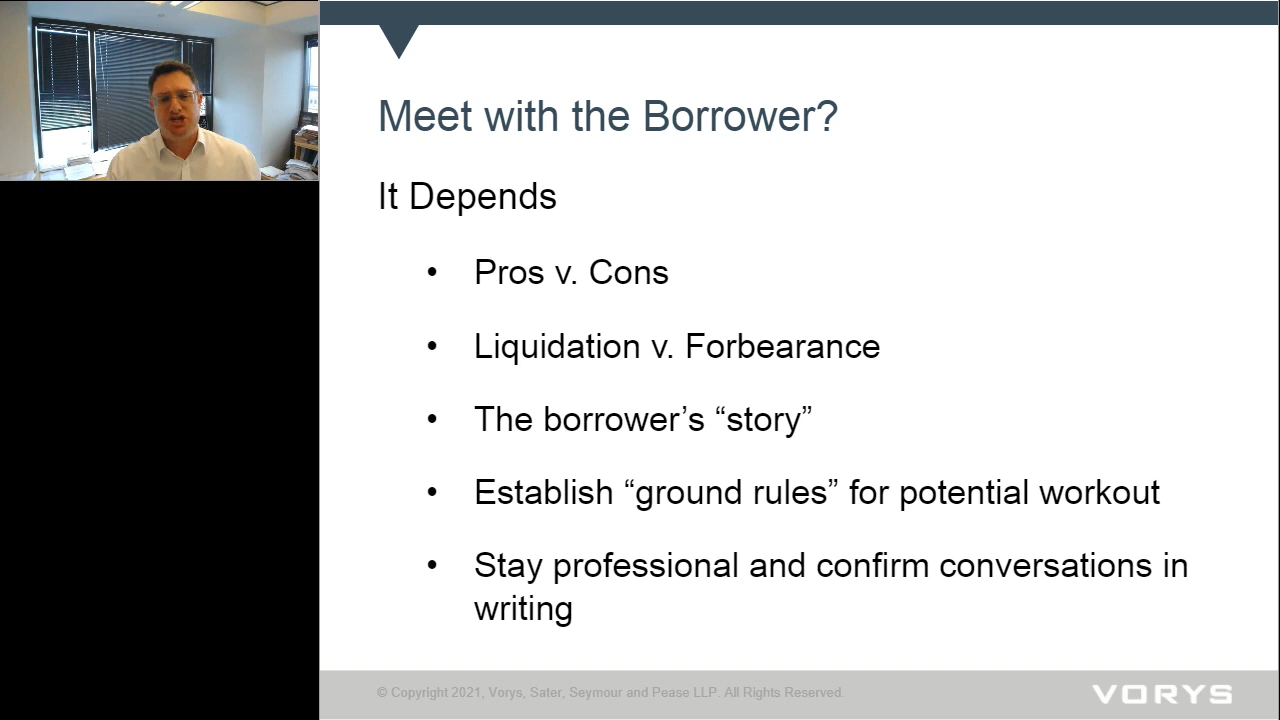 Meet with the Borrower?
It Depends
• Pros v. Cons
• Liquidation v. Forbearance
• The borrower’s “story”
• Establish “ground rules” for potential workout
• Stay professional and confirm conversations in
writing
© Copyright 2021, Vorys, Sater, Seymour and Pease LLP. All Rights Reserved.
VORYS